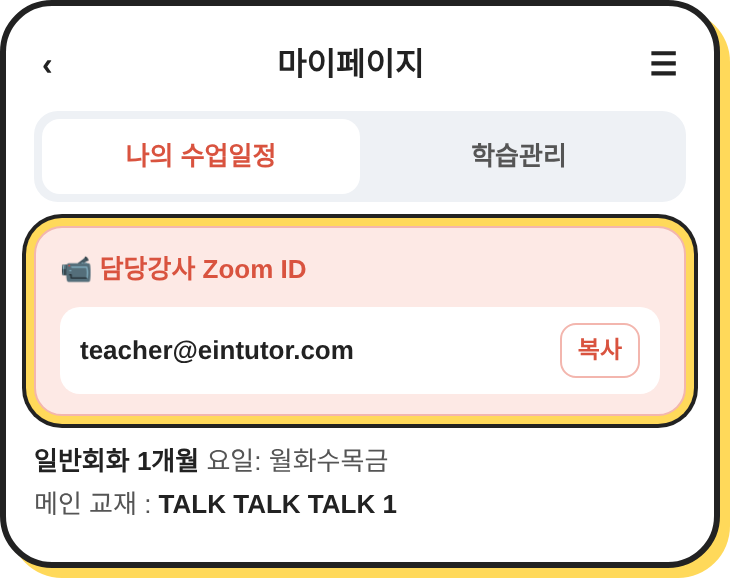 ‹ 마이페이지 ☰
나의 수업일정 학습관리
📹 담당강사 Zoom ID
teacher@eintutor.com 복사
일반회화 1개월 요일: 월화수목금
메인 교재 : TALK TALK TALK 1